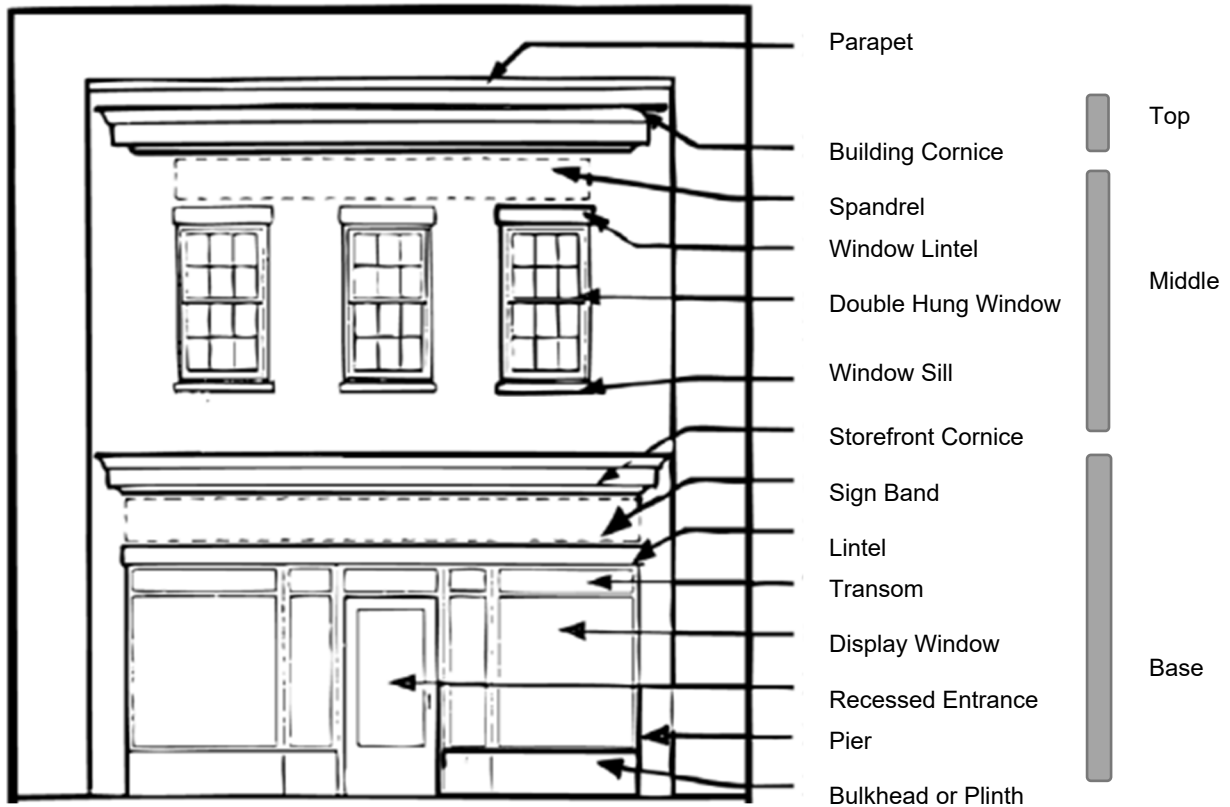 Parapet
Top
Building Cornice
Spandrel
Window Lintel
Middle
Double Hung Window
Window Sill
Storefront Cornice
Sign Band
Lintel
Transom
Display Window
Base
Recessed Entrance
Pier
Bulkhead or Plinth